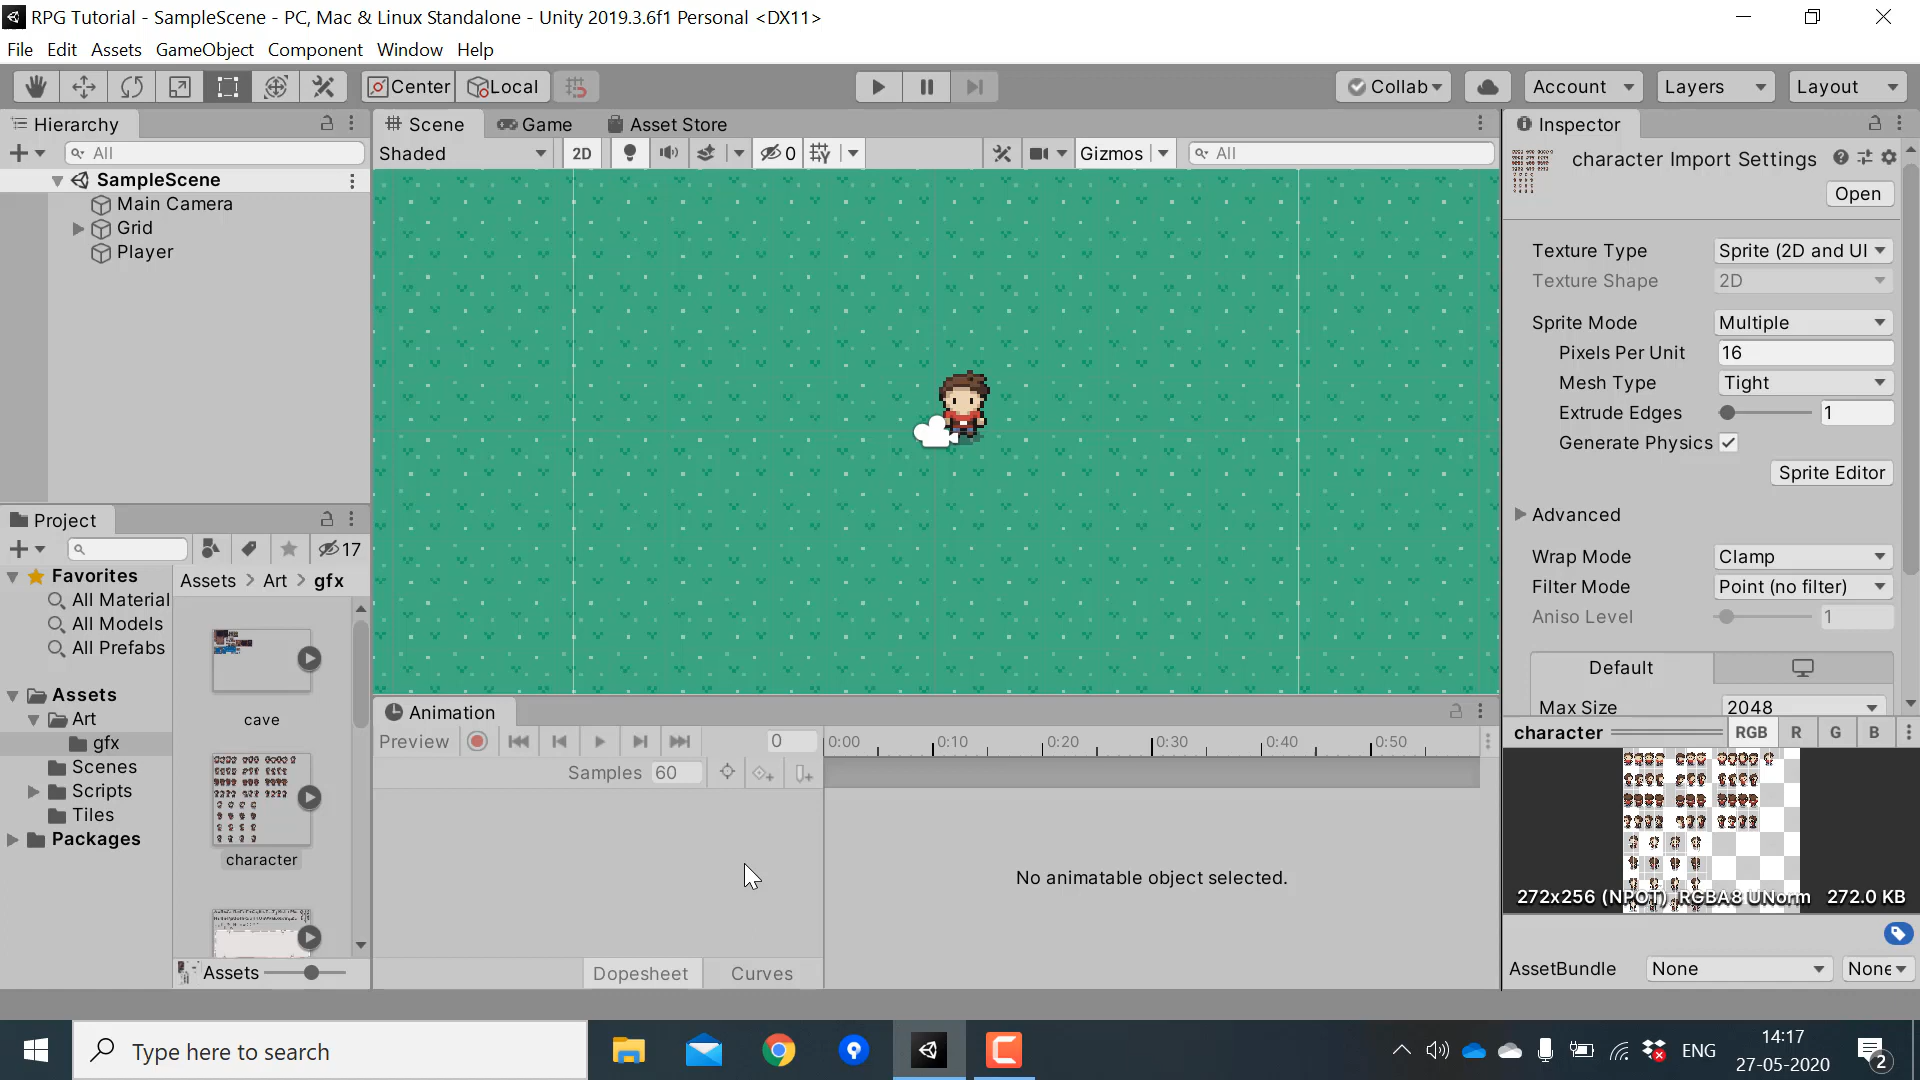 RPG Tutorial - SampleScene - PC, Mac & Linux Standalone - Unity 2019.3.6f1 Personal <DX11>
File Edit Assets GameObject Component Window Help
Center Local Collab Account Layers Layout
Hierarchy
All
SampleScene
Main Camera
Grid
Player
Scene Game Asset Store
Shaded 2D 0 Gizmos All
Inspector
character Import Settings
Open
Texture Type Sprite (2D and UI
Texture Shape 2D
Sprite Mode Multiple
Pixels Per Unit 16
Mesh Type Tight
Extrude Edges 1
Generate Physics
Sprite Editor
Advanced
Wrap Mode Clamp
Filter Mode Point (no filter)
Aniso Level 1
Default
Max Size 2048
character RGB R G B
272x256 (NPOT) RGBA8 UNorm 272.0 KB
AssetBundle None None
Project
17
Favorites
All Material
All Models
All Prefabs
Assets
Art
gfx
Scenes
Scripts
Tiles
Packages
Assets > Art > gfx
cave
character
Assets
Animation
Preview 0 0:00 0:10 0:20 0:30 0:40 0:50
Samples 60
No animatable object selected.
Dopesheet Curves
Type here to search
ENG
14:17
27-05-2020
2